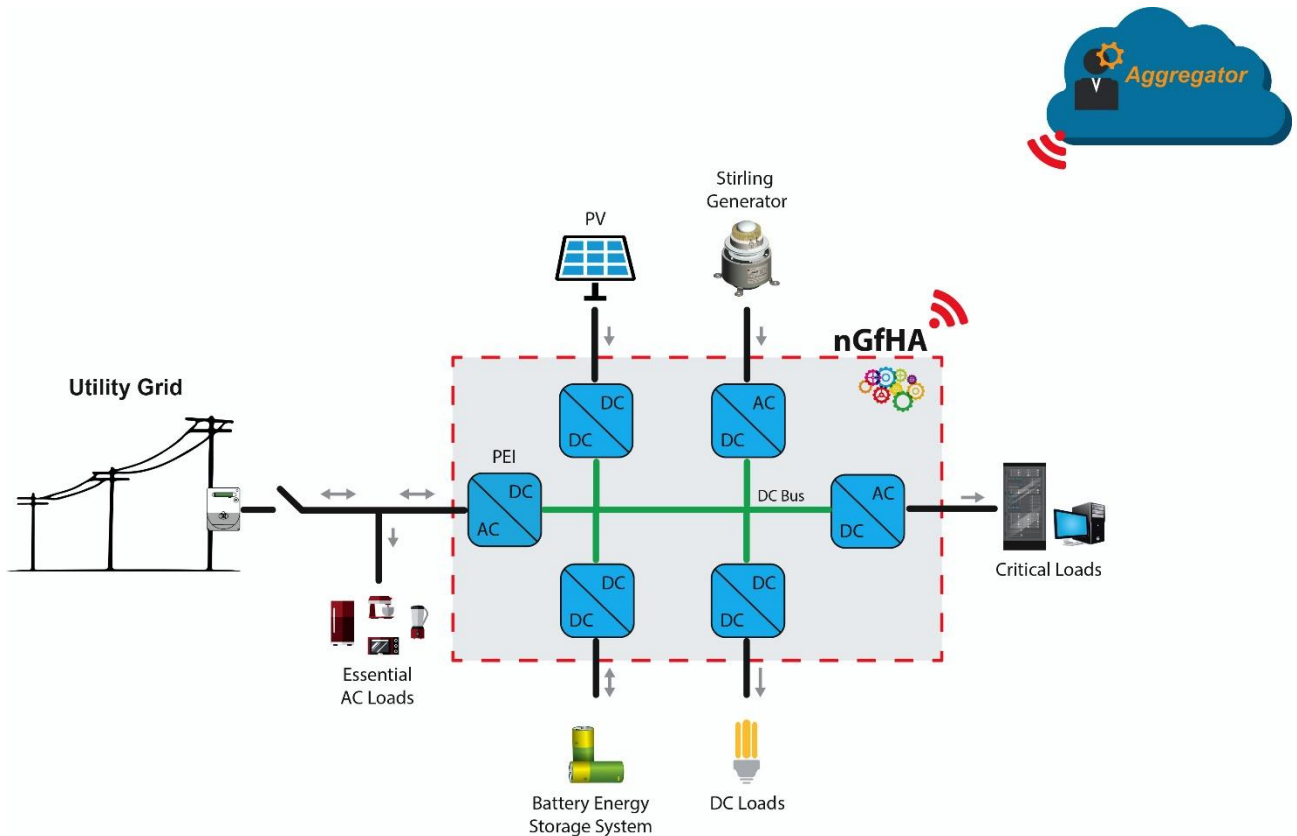 Aggregator
Stirling
Generator
PV
nGfHA
Utility Grid
DC
DC
AC
DC
PEI
DC
AC
DC Bus
AC
DC
Critical Loads
DC
DC
DC
DC
Essential
AC Loads
Battery Energy
Storage System
DC Loads